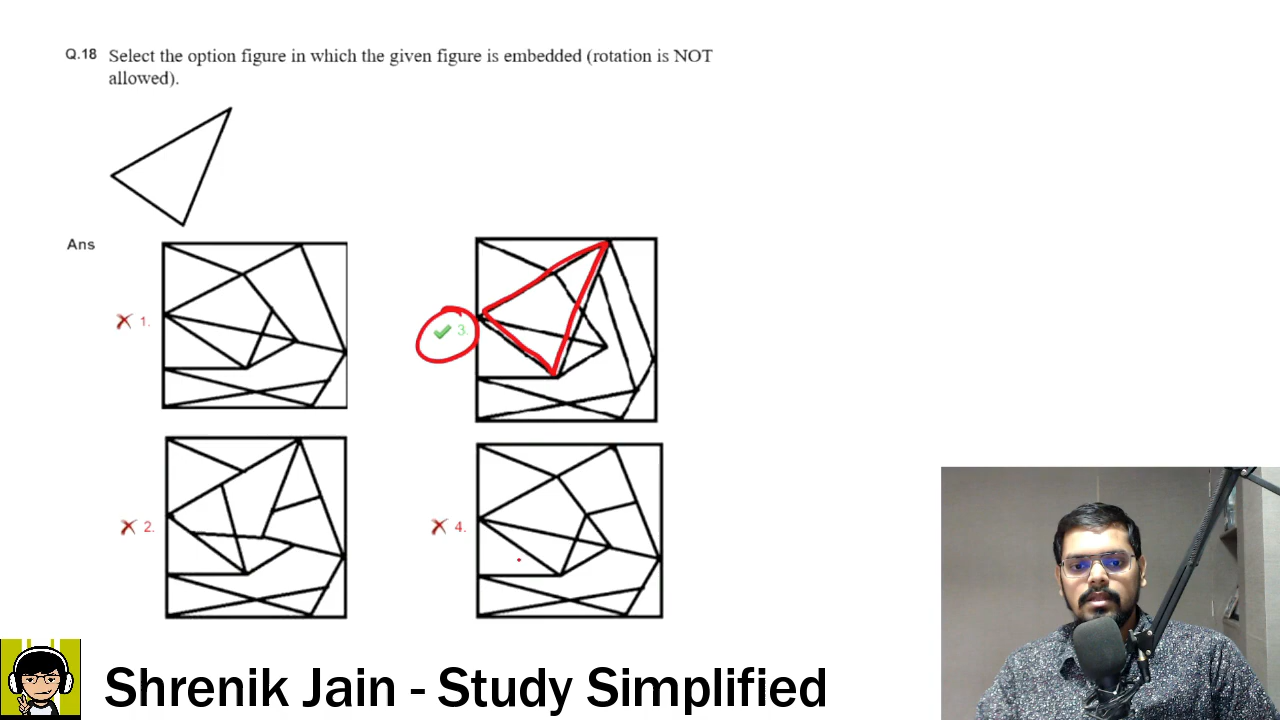 Q.18 Select the option figure in which the given figure is embedded (rotation is NOT
allowed).
Ans
1.
3.
2.
4.
Shrenik Jain - Study Simplified